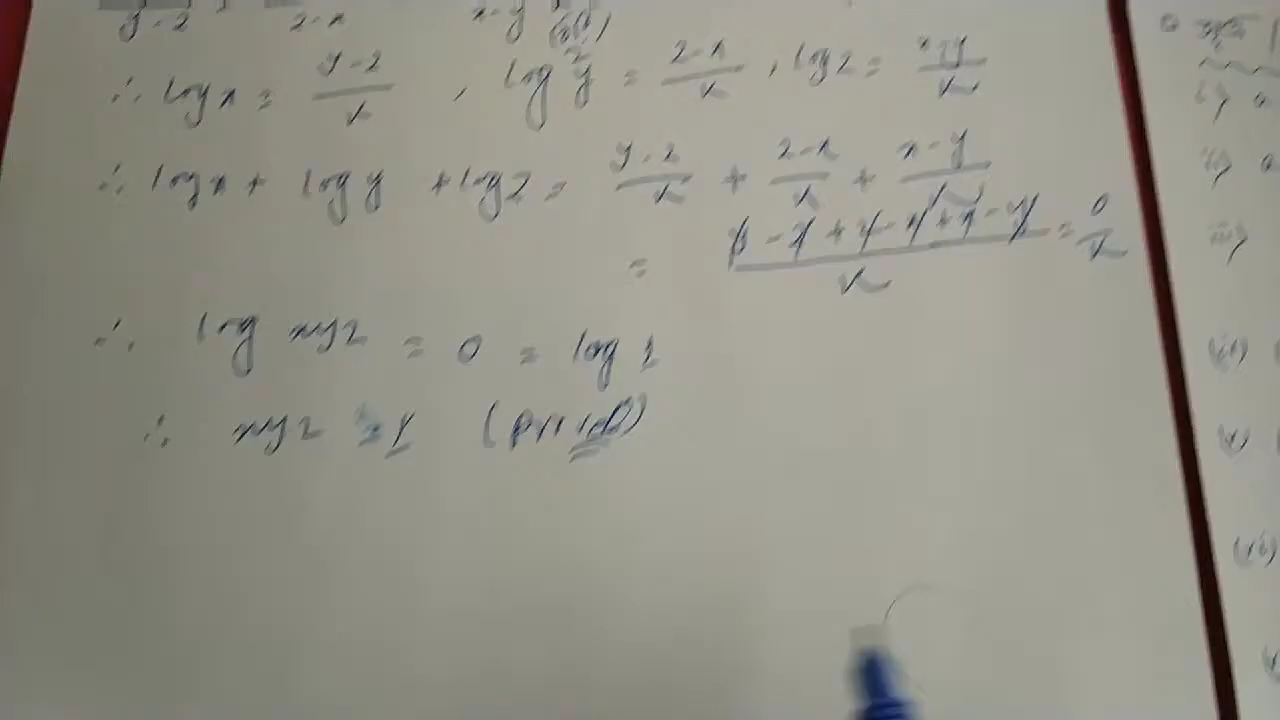 y-z z-x x-y
∴ log x = y-z/k , log y = z-x/k , log z = x-y/k
∴ log x + log y + log z = y-z/k + z-x/k + x-y/k
= y-z+z-x+x-y/k = 0/k
∴ log xyz = 0 = log 1
∴ xyz = 1 (proved)